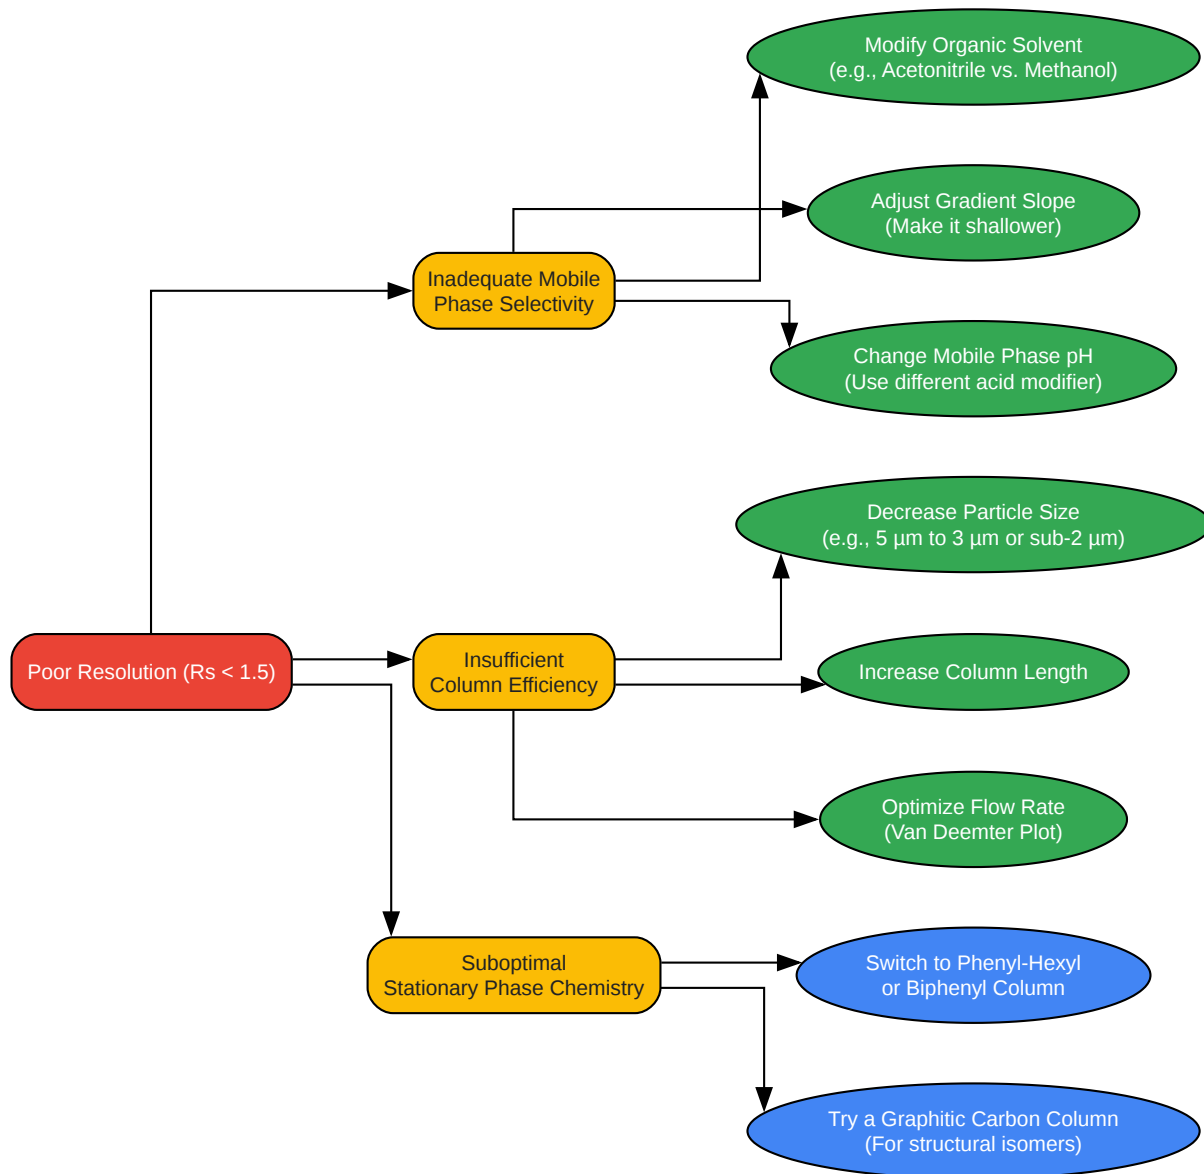 Modify Organic Solvent
(e.g., Acetonitrile vs. Methanol)
Adjust Gradient Slope
(Make it shallower)
Inadequate Mobile
Phase Selectivity
Change Mobile Phase pH
(Use different acid modifier)
Decrease Particle Size
(e.g., 5 µm to 3 µm or sub-2 µm)
Poor Resolution (Rs < 1.5)
Insufficient
Column Efficiency
Increase Column Length
Optimize Flow Rate
(Van Deemter Plot)
Suboptimal
Stationary Phase Chemistry
Switch to Phenyl-Hexyl
or Biphenyl Column
Try a Graphitic Carbon Column
(For structural isomers)